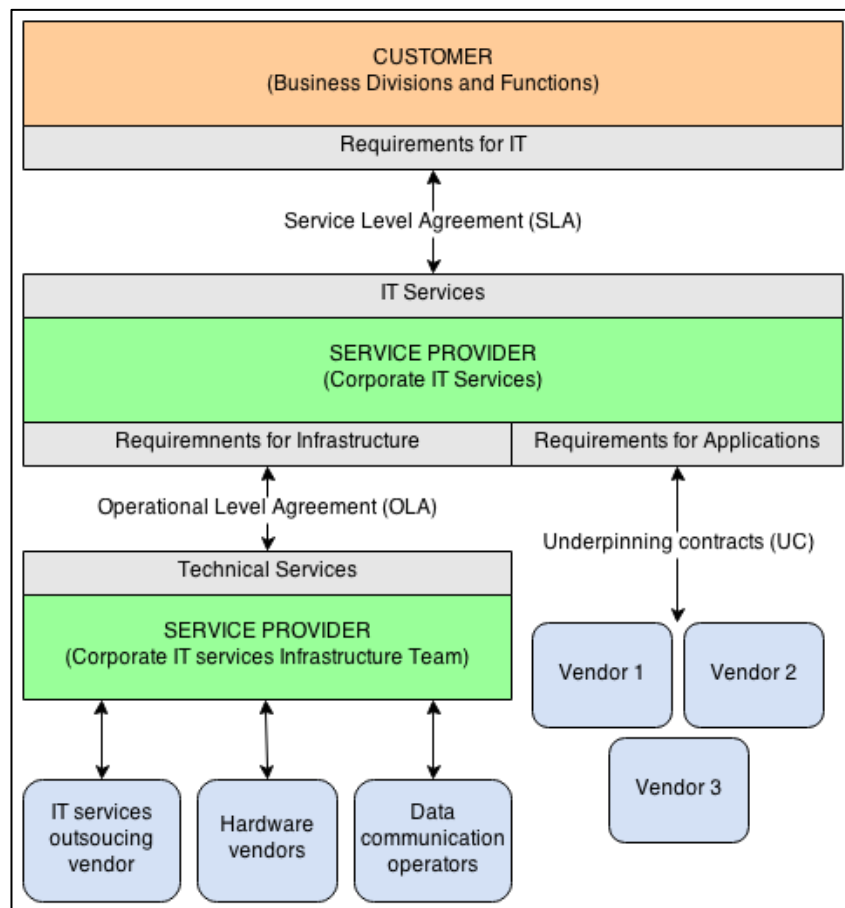 CUSTOMER
(Business Divisions and Functions)
Requirements for IT
Service Level Agreement (SLA)
IT Services
SERVICE PROVIDER
(Corporate IT Services)
Requiremnents for Infrastructure
Requirements for Applications
Operational Level Agreement (OLA)
Underpinning contracts (UC)
Technical Services
SERVICE PROVIDER
(Corporate IT services Infrastructure Team)
Vendor 1
Vendor 2
Vendor 3
IT services
outsoucing
vendor
Hardware
vendors
Data
communication
operators